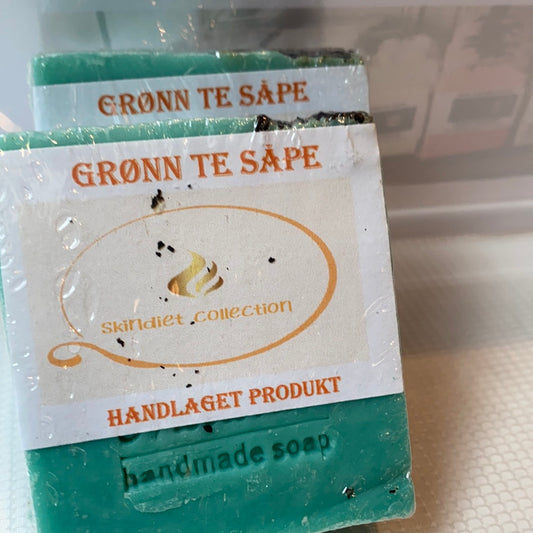 GRØNN TE SÅPE
GRØNN TE SÅPE
Skindiet Collection
HANDLAGET PRODUKT
handmade soap